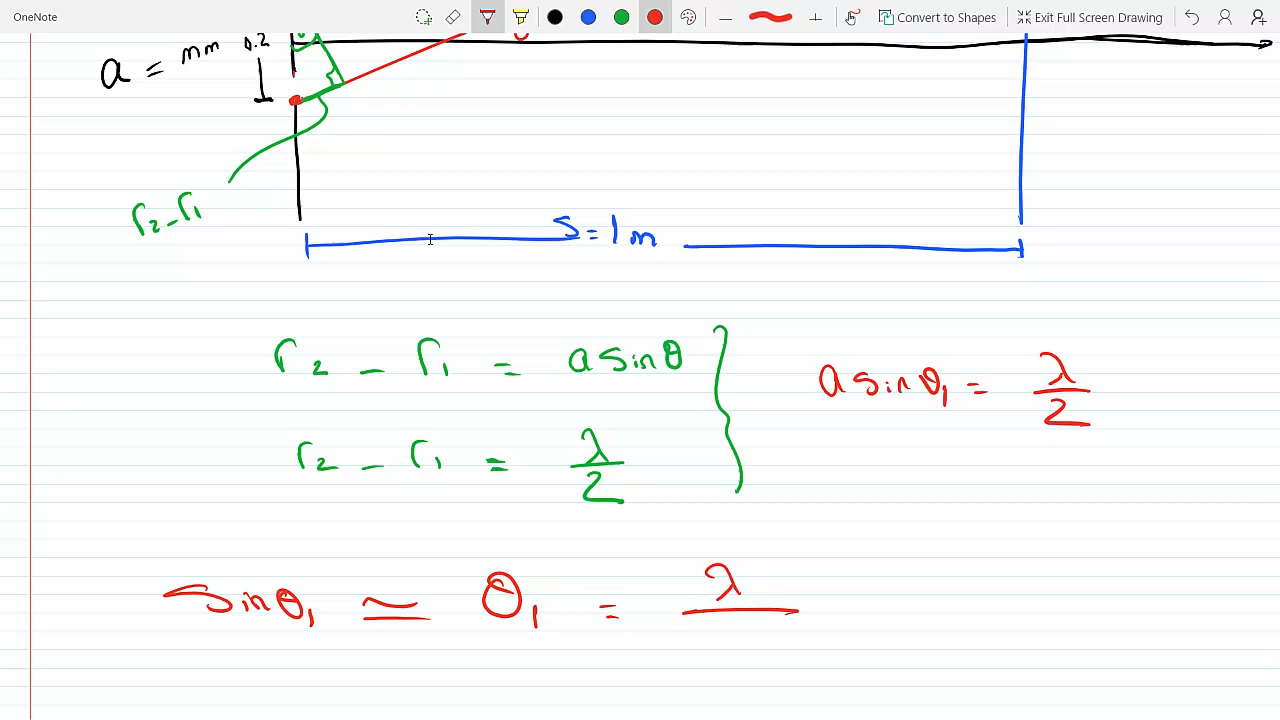 OneNote
Convert to Shapes
Exit Full Screen Drawing
a = mm 0.2
r₂ - r₁
S = 1 m
r₂ - r₁ = a sin θ
a sin θ₁ = λ/2
r₂ - r₁ = λ/2
sin θ₁ ≃ θ₁ = λ